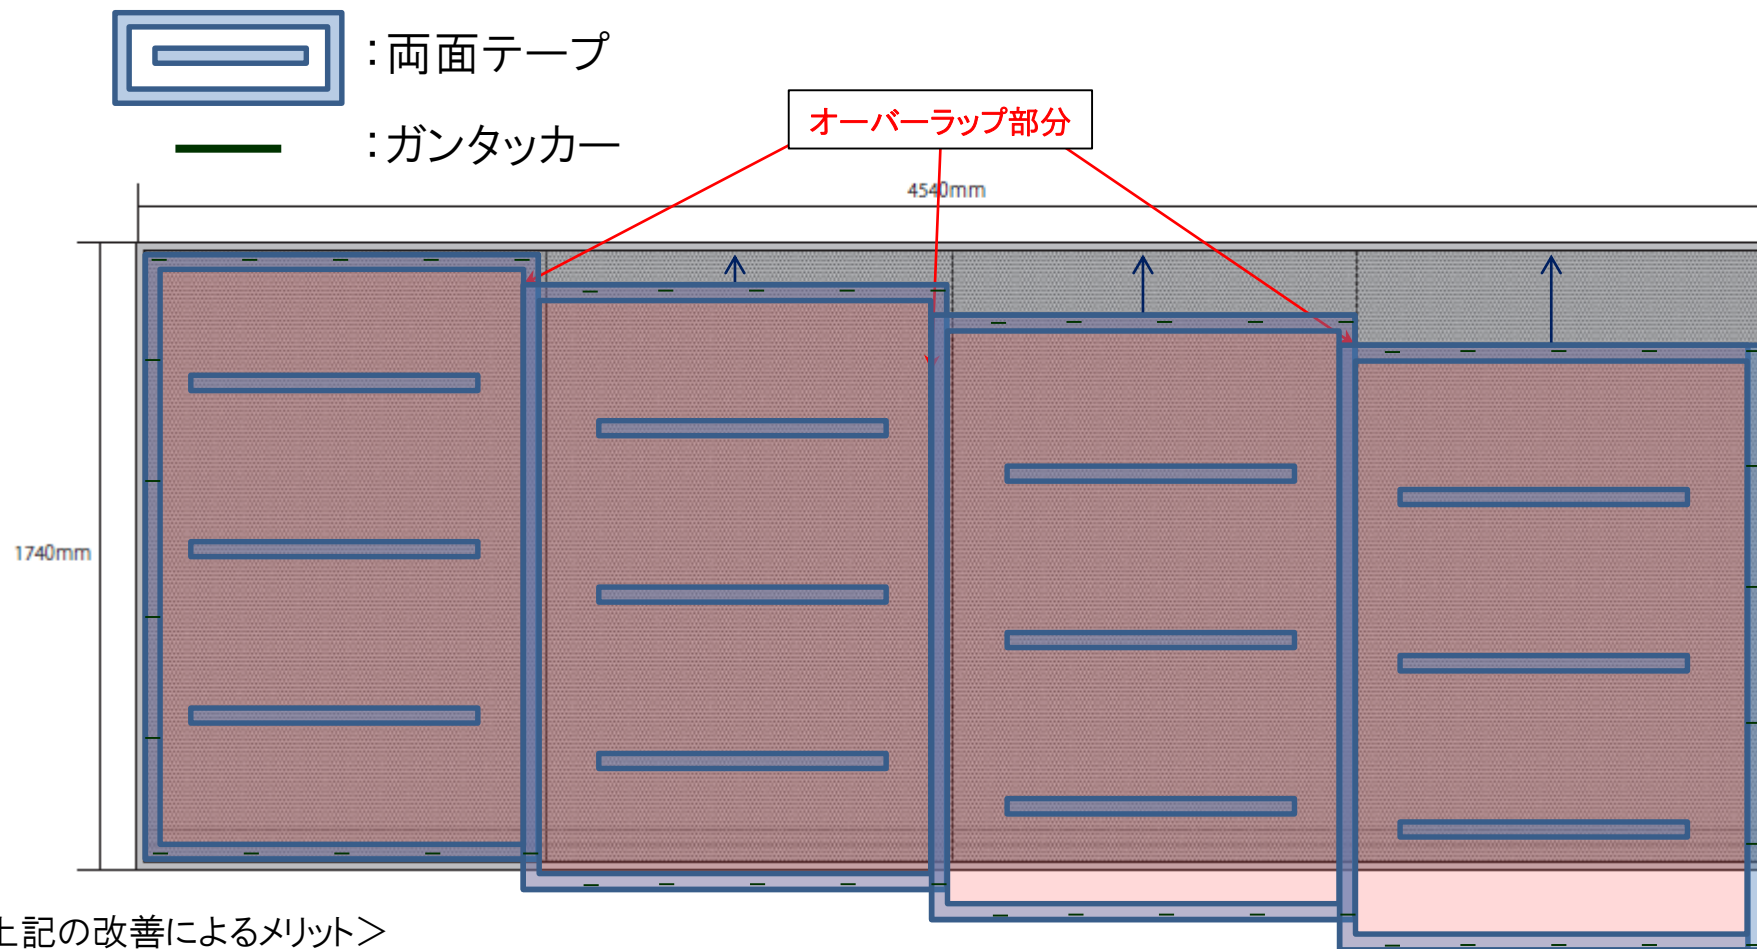 ：両面テープ
：ガンタッカー
オーバーラップ部分
4540mm
1740mm
上記の改善によるメリット＞